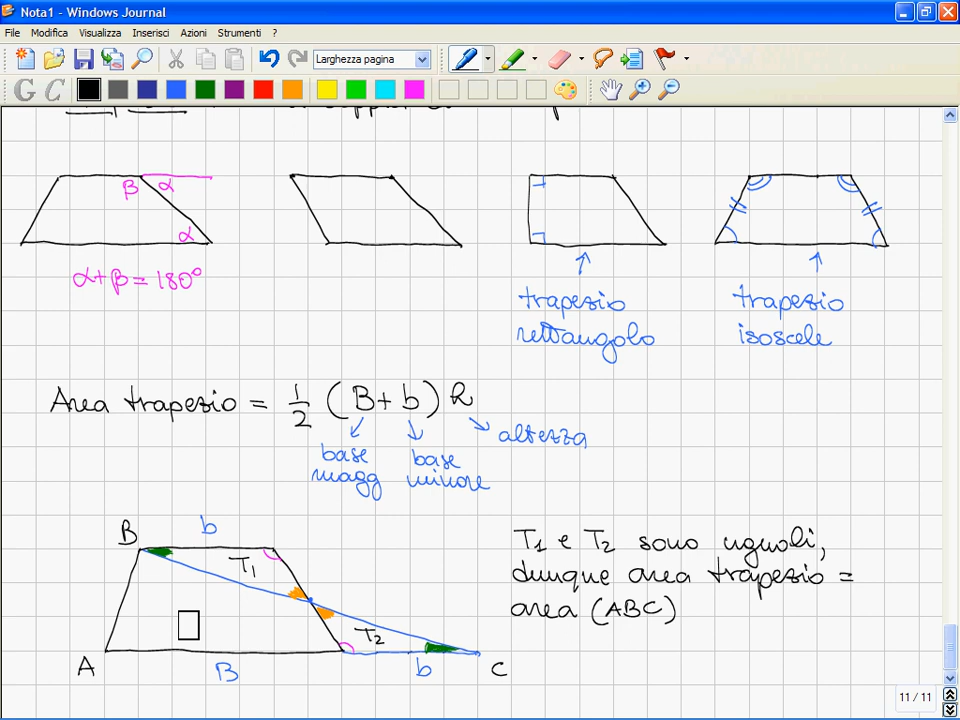 Nota1 - Windows Journal
File Modifica Visualizza Inserisci Azioni Strumenti ?
Larghezza pagina
G C
β α
α
α+β = 180°
trapezio
rettangolo
trapezio
isoscele
Area trapezio = 1/2 (B+b) h
base
magg
base
minore
altezza
B b
T1
T2
A B b C
T1 e T2 sono uguali,
dunque area trapezio =
area (ABC)
11 / 11